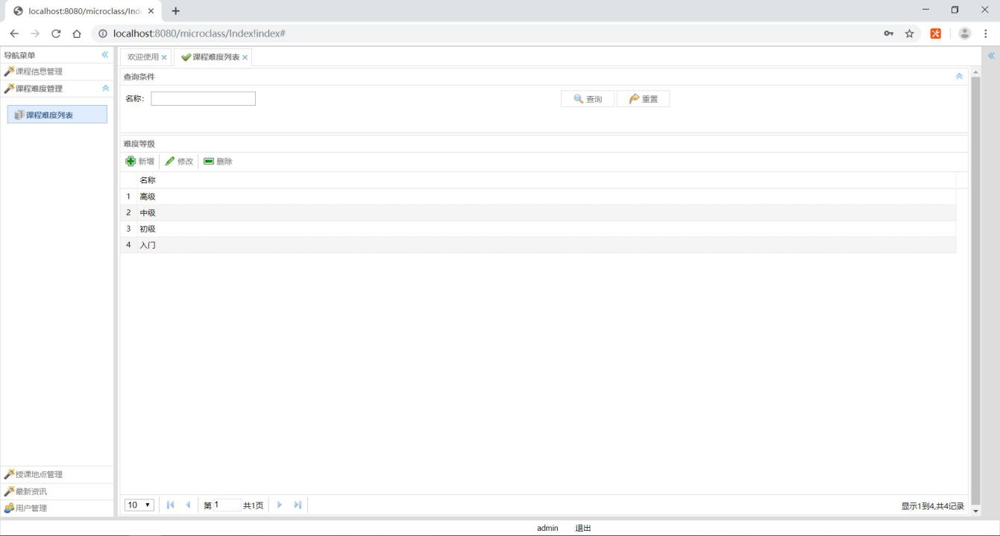 localhost:8080/microclass/Ind
localhost:8080/microclass/Index!index#
导航菜单
课程信息管理
课程难度管理
课程难度列表
授课地点管理
最新资讯
用户管理
欢迎使用 课程难度列表
查询条件
名称: 查询 重置
难度等级
新增 修改 删除
名称
1 高级
2 中级
3 初级
4 入门
10 第 1 共1页 显示1到4,共4记录
admin 退出